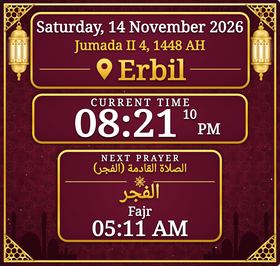 Saturday, 14 November 2026
Jumada II 4, 1448 AH
Erbil
CURRENT TIME
08:21 10 PM
NEXT PRAYER
الصلاة القادمة (الفجر)
الفجر
Fajr
05:11 AM